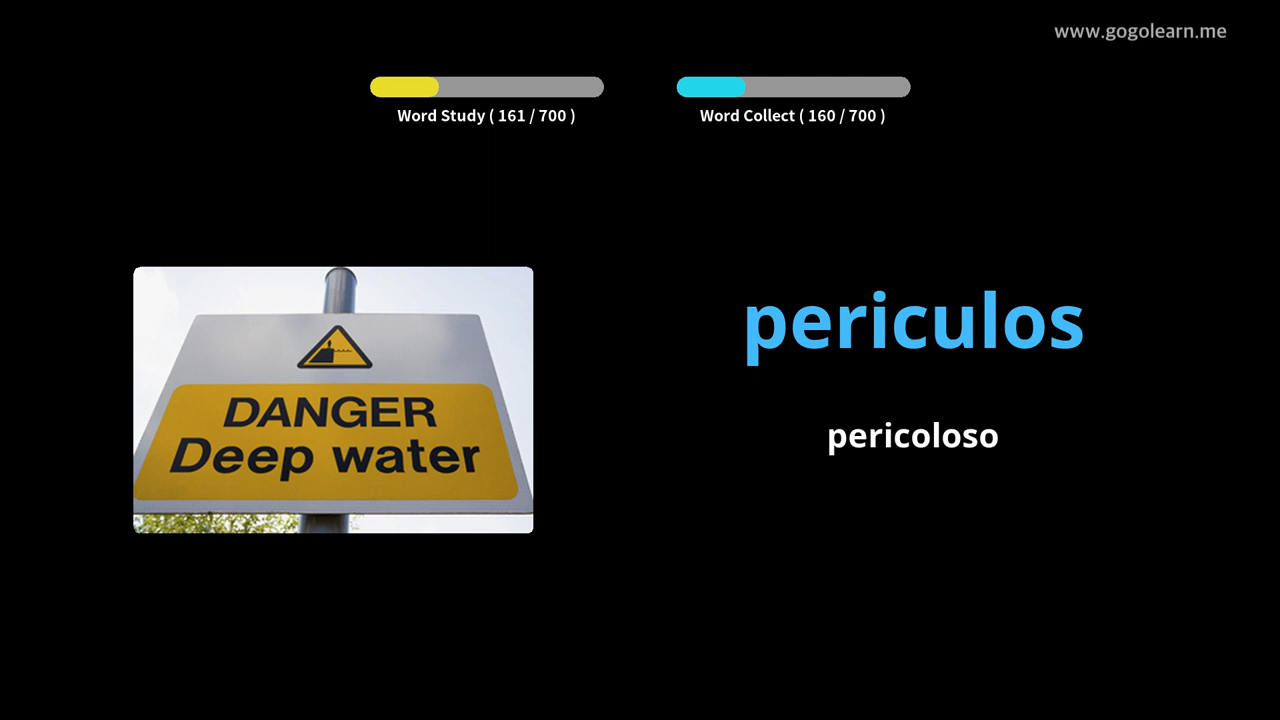 www.gogolearn.me
Word Study ( 161 / 700 )
Word Collect ( 160 / 700 )
DANGER
Deep water
periculos
pericoloso